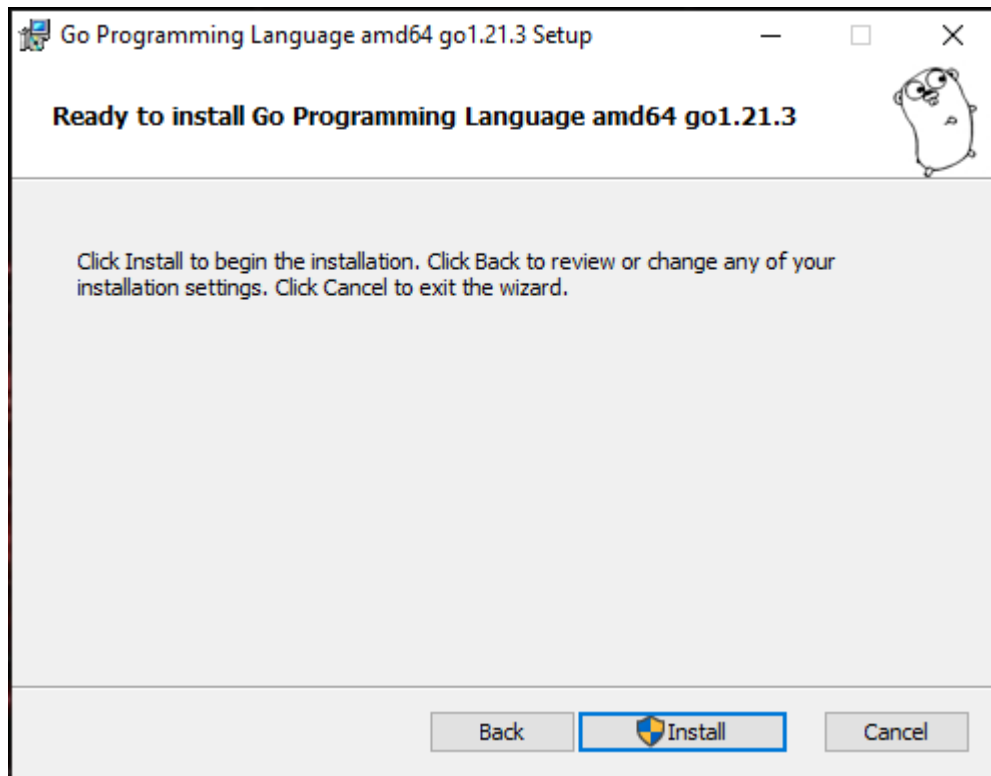 Go Programming Language amd64 go1.21.3 Setup
Ready to install Go Programming Language amd64 go1.21.3
Click Install to begin the installation. Click Back to review or change any of your
installation settings. Click Cancel to exit the wizard.
Back Install Cancel